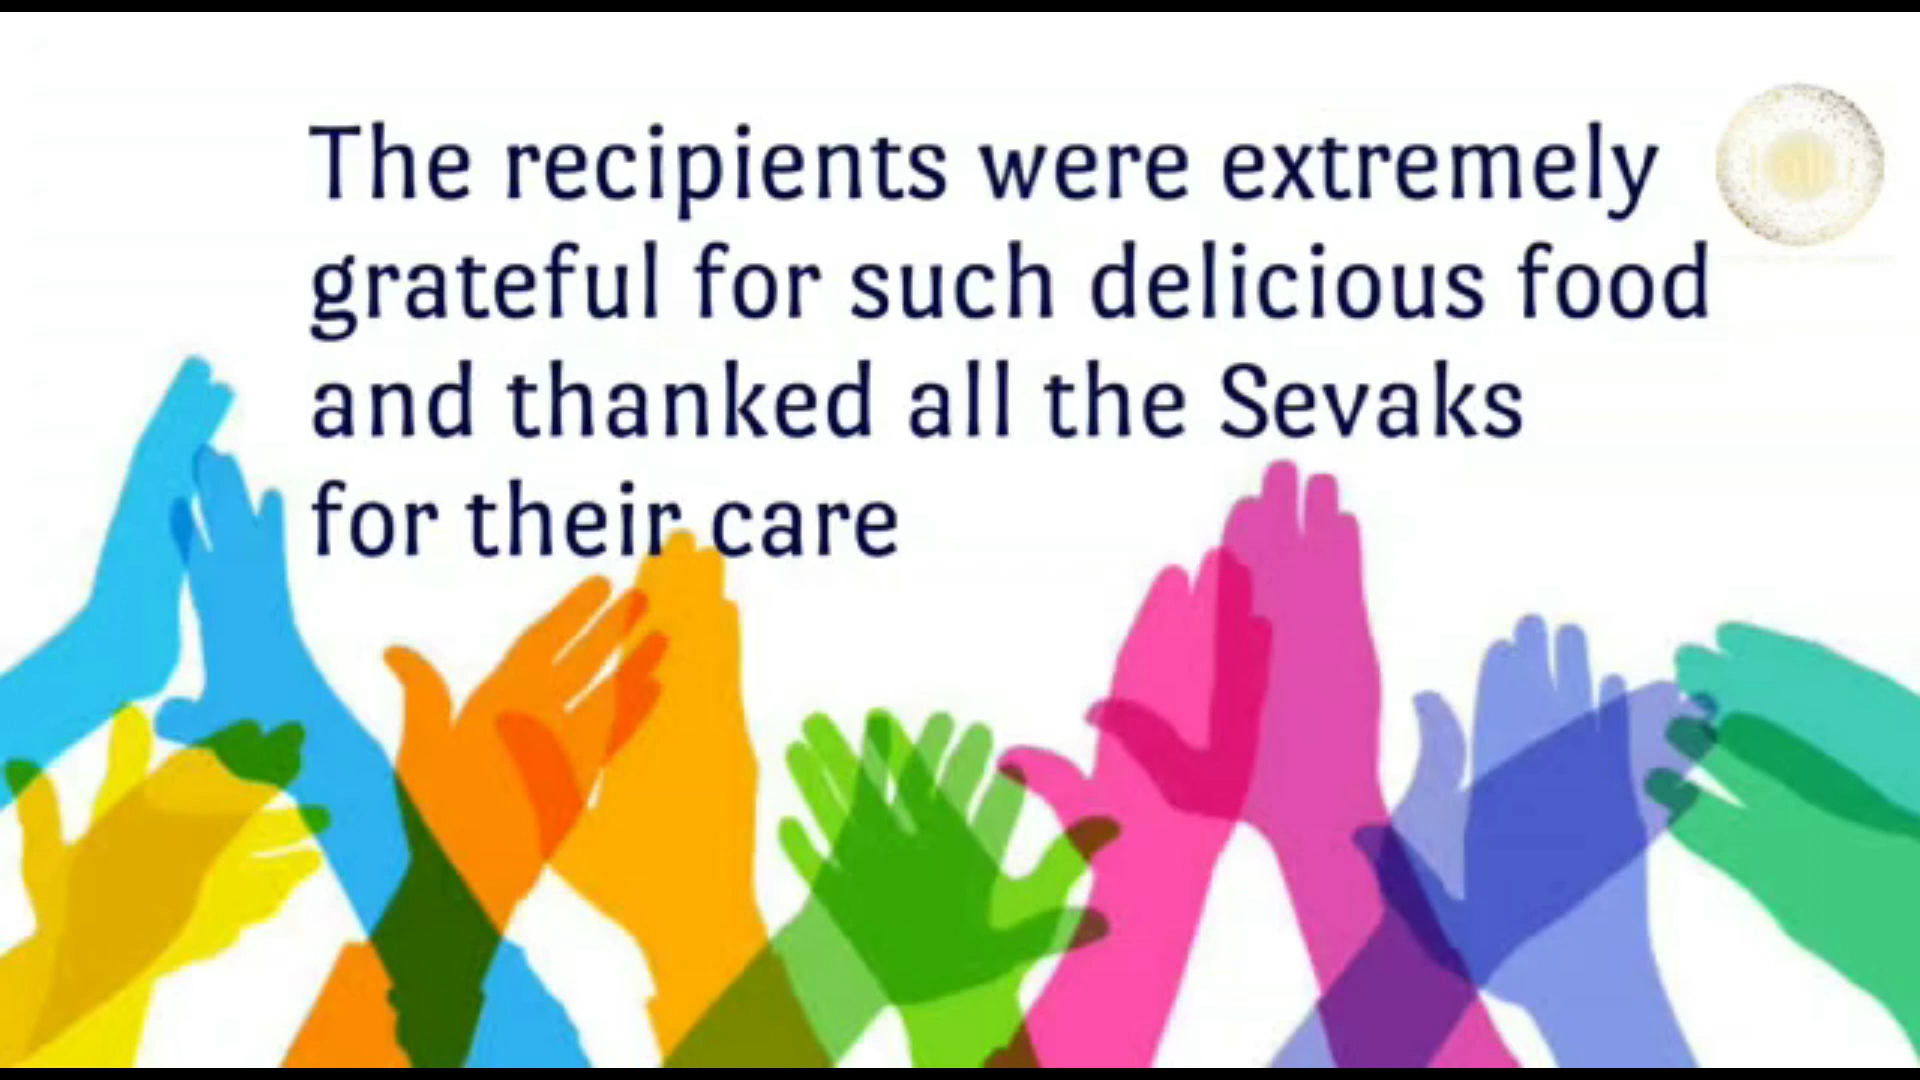 The recipients were extremely
grateful for such delicious food
and thanked all the Sevaks
for their care